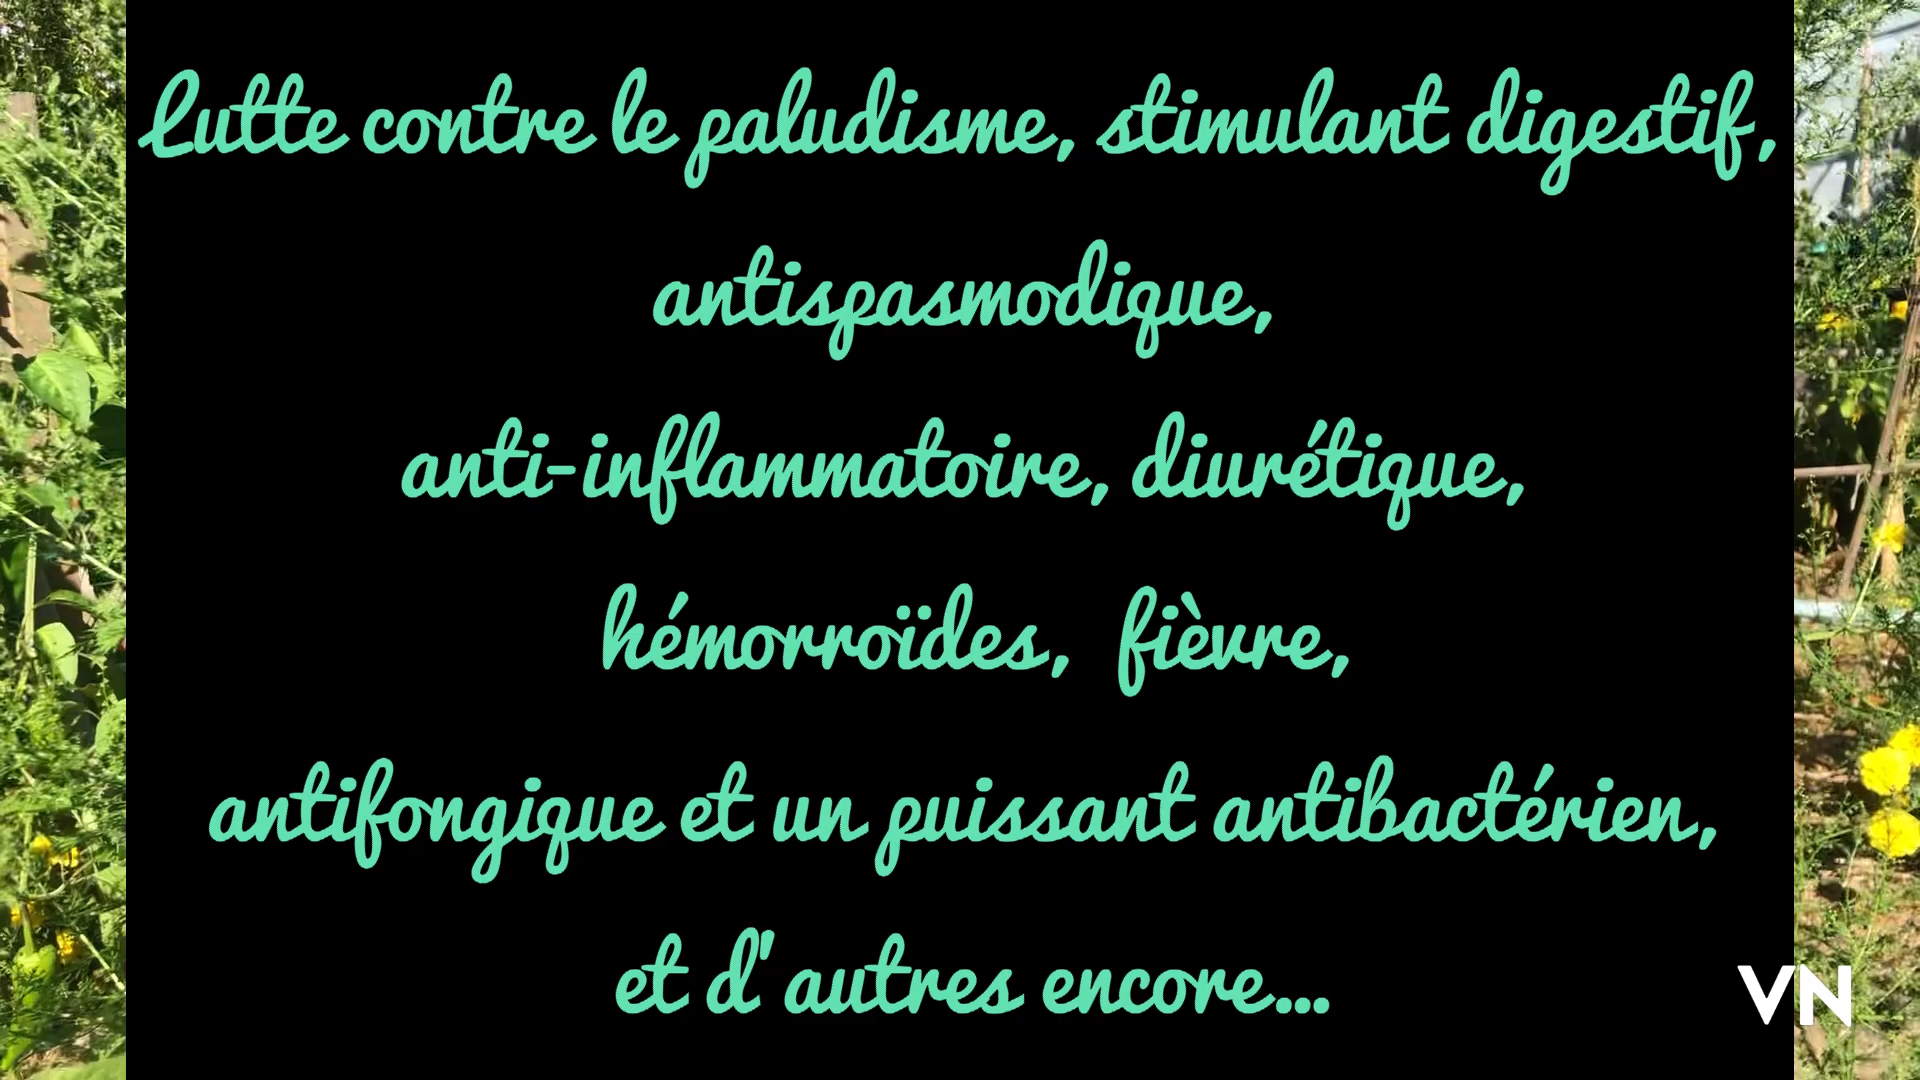 Lutte contre le paludisme, stimulant digestif,
antispasmodique,
anti-inflammatoire, diurétique,
hémorroïdes, fièvre,
antifongique et un puissant antibactérien,
et d'autres encore...
VN